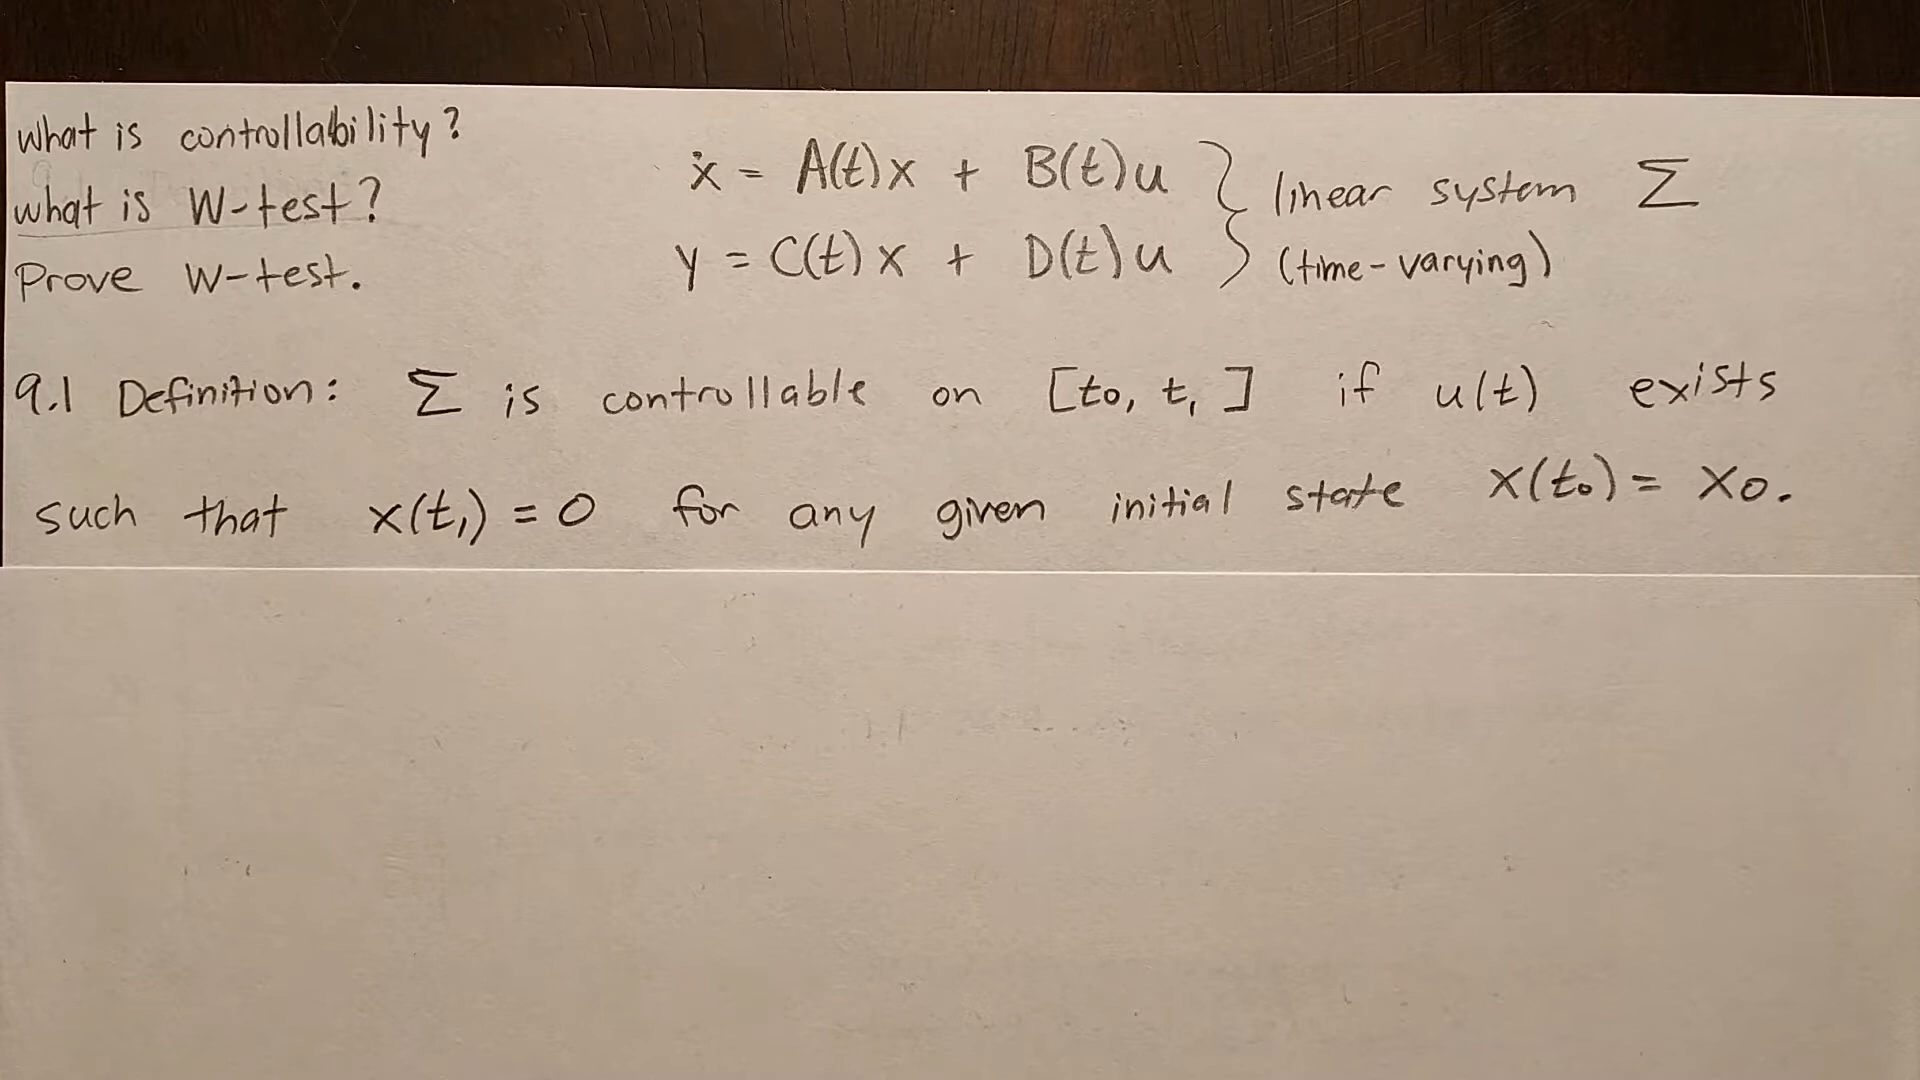 What is controllability?
what is W-test?
Prove W-test.
ẋ = A(t)x + B(t)u
y = C(t)x + D(t)u
} linear system Σ
(time-varying)
9.1 Definition: Σ is controllable on [t₀, t₁] if u(t) exists
such that x(t₁) = 0 for any given initial state x(t₀) = x₀.